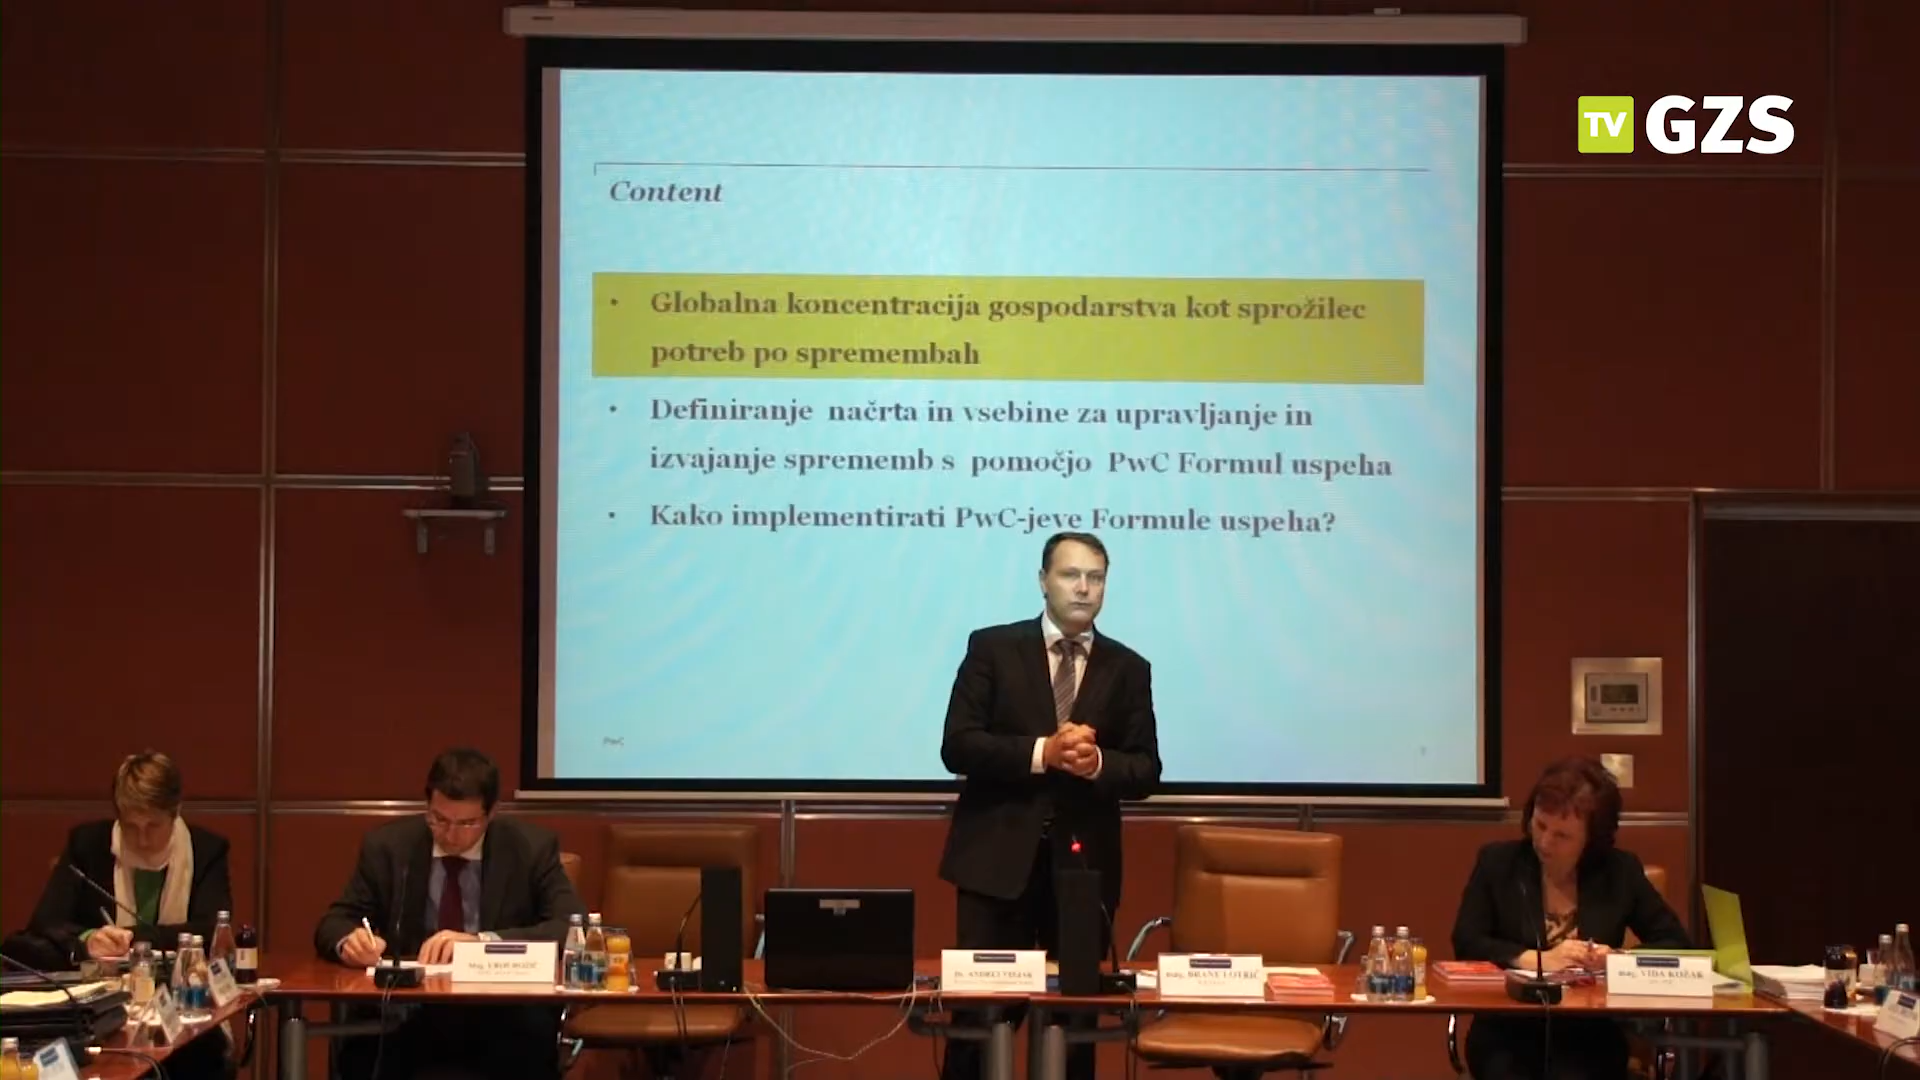 TV GZS
Content
• Globalna koncentracija gospodarstva kot sprožilec
potreb po spremembah
• Definiranje načrta in vsebine za upravljanje in
izvajanje sprememb s pomočjo PwC Formul uspeha
• Kako implementirati PwC-jeve Formule uspeha?
PwC
mag. VIDA KOŽAR